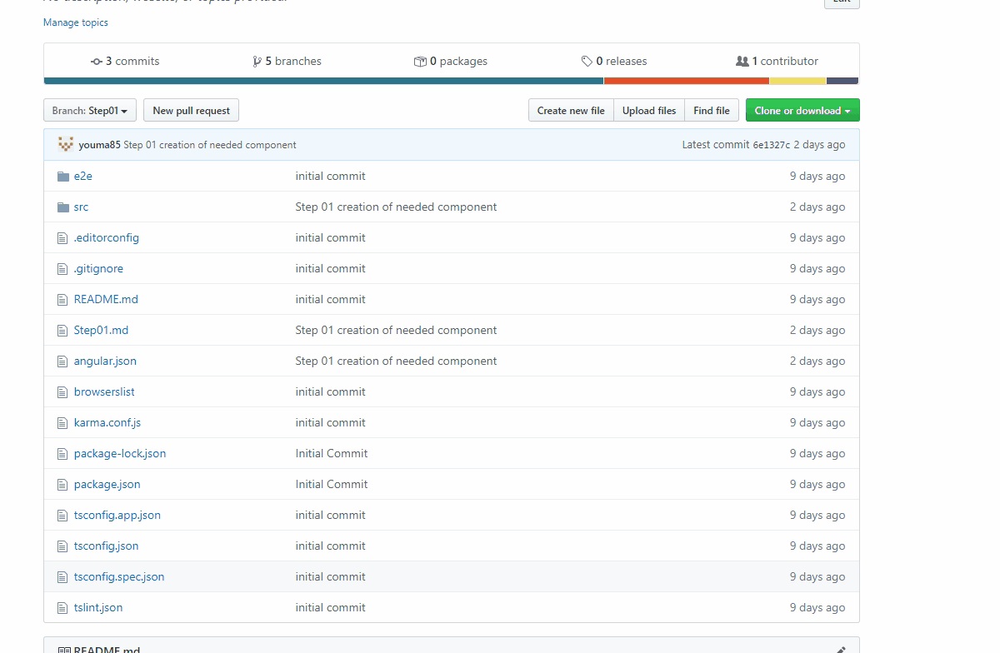 No description, website, or topics provided.
Edit
Manage topics
3 commits
5 branches
0 packages
0 releases
1 contributor
Branch: Step01
New pull request
Create new file
Upload files
Find file
Clone or download
youma85 Step 01 creation of needed component
Latest commit 6e1327c 2 days ago
e2e initial commit 9 days ago
src Step 01 creation of needed component 2 days ago
.editorconfig initial commit 9 days ago
.gitignore initial commit 9 days ago
README.md initial commit 9 days ago
Step01.md Step 01 creation of needed component 2 days ago
angular.json Step 01 creation of needed component 2 days ago
browserslist initial commit 9 days ago
karma.conf.js initial commit 9 days ago
package-lock.json Initial Commit 9 days ago
package.json Initial Commit 9 days ago
tsconfig.app.json initial commit 9 days ago
tsconfig.json initial commit 9 days ago
tsconfig.spec.json initial commit 9 days ago
tslint.json initial commit 9 days ago
README.md